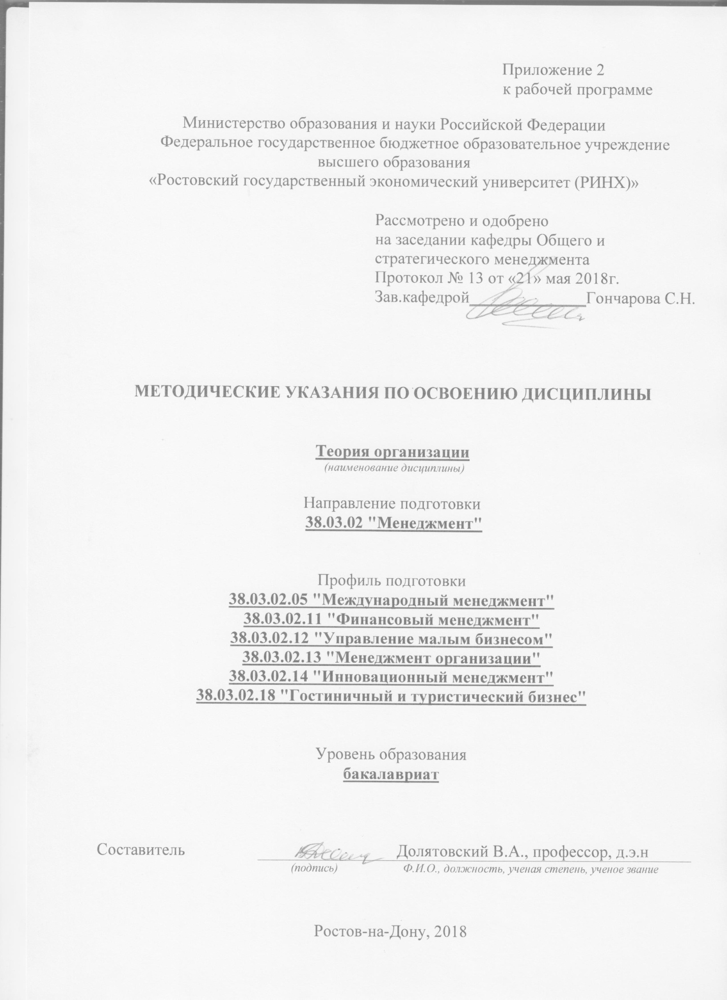 Приложение 2
к рабочей программе
Министерство образования и науки Российской Федерации
Федеральное государственное бюджетное образовательное учреждение
высшего образования
«Ростовский государственный экономический университет (РИНХ)»
Рассмотрено и одобрено
на заседании кафедры Общего и
стратегического менеджмента
Протокол № 13 от «21» мая 2018г.
Зав.кафедрой Гончарова С.Н.
МЕТОДИЧЕСКИЕ УКАЗАНИЯ ПО ОСВОЕНИЮ ДИСЦИПЛИНЫ
Теория организации
(наименование дисциплины)
Направление подготовки
38.03.02 "Менеджмент"
Профиль подготовки
38.03.02.05 "Международный менеджмент"
38.03.02.11 "Финансовый менеджмент"
38.03.02.12 "Управление малым бизнесом"
38.03.02.13 "Менеджмент организации"
38.03.02.14 "Инновационный менеджмент"
38.03.02.18 "Гостиничный и туристический бизнес"
Уровень образования
бакалавриат
Составитель Долятовский В.А., профессор, д.э.н
(подпись) Ф.И.О., должность, ученая степень, ученое звание
Ростов-на-Дону, 2018